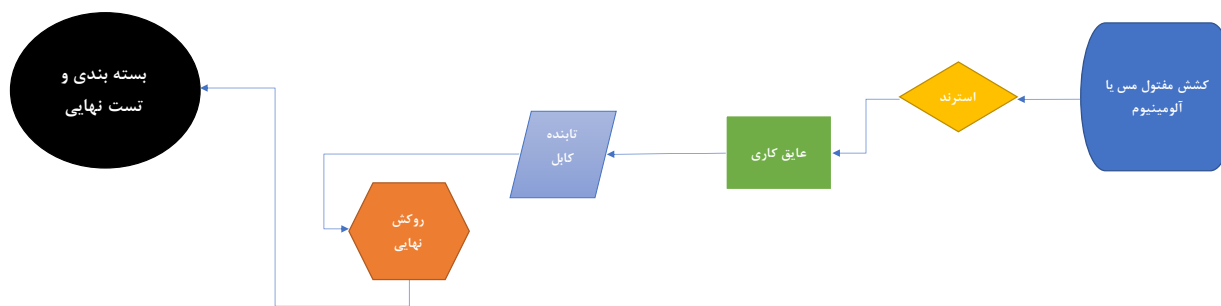 کشش مفتول مس یا
آلومینیوم
استرند
عایق کاری
تابنده
کابل
روکش
نهایی
بسته بندی و
تست نهایی